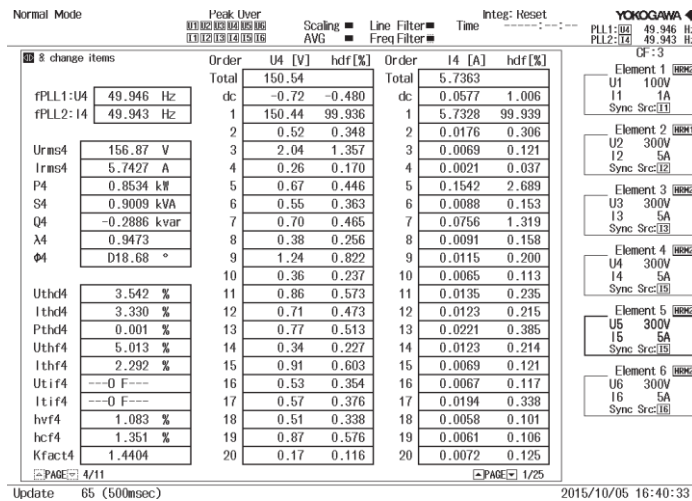 Normal Mode
Peak Over
U1 U2 U3 U4 U5 U6
I1 I2 I3 I4 I5 I6
Scaling
AVG
Line Filter
Freq Filter
Time
Integ: Reset
-----:--:--
YOKOGAWA
PLL1:U4 49.946 Hz
PLL2:I4 49.943 Hz
8 change items
fPLL1:U4 49.946 Hz
fPLL2:I4 49.943 Hz
Urms4 156.87 V
Irms4 5.7427 A
P4 0.8534 kW
S4 0.9009 kVA
Q4 -0.2886 kvar
λ4 0.9473
Φ4 D18.68 °
Uthd4 3.542 %
Ithd4 3.330 %
Pthd4 0.001 %
Uthf4 5.013 %
Ithf4 2.292 %
Utif4 ---O F---
Itif4 ---O F---
hvf4 1.083 %
hcf4 1.351 %
Kfact4 1.4404
PAGE 4/11
Order U4 [V] hdf[%] Order I4 [A] hdf[%]
Total 150.54 Total 5.7363
dc -0.72 -0.480 dc 0.0577 1.006
1 150.44 99.936 1 5.7328 99.939
2 0.52 0.348 2 0.0176 0.306
3 2.04 1.357 3 0.0069 0.121
4 0.26 0.170 4 0.0021 0.037
5 0.67 0.446 5 0.1542 2.689
6 0.55 0.363 6 0.0088 0.153
7 0.70 0.465 7 0.0756 1.319
8 0.38 0.256 8 0.0091 0.158
9 1.24 0.822 9 0.0115 0.200
10 0.36 0.237 10 0.0065 0.113
11 0.86 0.573 11 0.0135 0.235
12 0.71 0.473 12 0.0123 0.215
13 0.77 0.513 13 0.0221 0.385
14 0.34 0.227 14 0.0123 0.214
15 0.91 0.603 15 0.0069 0.121
16 0.53 0.354 16 0.0067 0.117
17 0.57 0.376 17 0.0194 0.338
18 0.51 0.338 18 0.0058 0.101
19 0.87 0.576 19 0.0061 0.106
20 0.17 0.116 20 0.0072 0.125
PAGE 1/25
CF:3
Element 1 HRM2
U1 100V
I1 1A
Sync Src:I1
Element 2 HRM1
U2 300V
I2 5A
Sync Src:I2
Element 3 HRM2
U3 300V
I3 5A
Sync Src:I3
Element 4 HRM2
U4 300V
I4 5A
Sync Src:I5
Element 5 HRM2
U5 300V
I5 5A
Sync Src:I5
Element 6 HRM2
U6 300V
I6 5A
Sync Src:I6
Update 65 (500msec)
2015/10/05 16:40:33